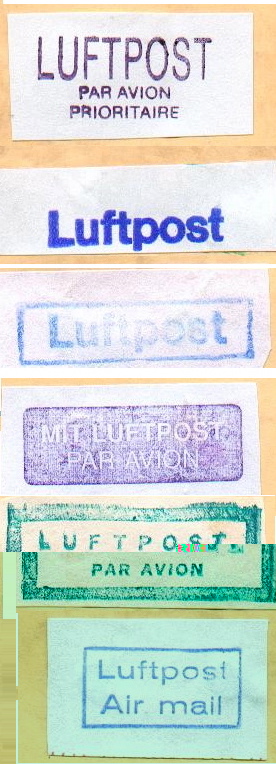 LUFTPOST
PAR AVION
PRIORITAIRE
Luftpost
Luftpost
MIT LUFTPOST
PAR AVION
LUFTPOST
PAR AVION
Luftpost
Air mail